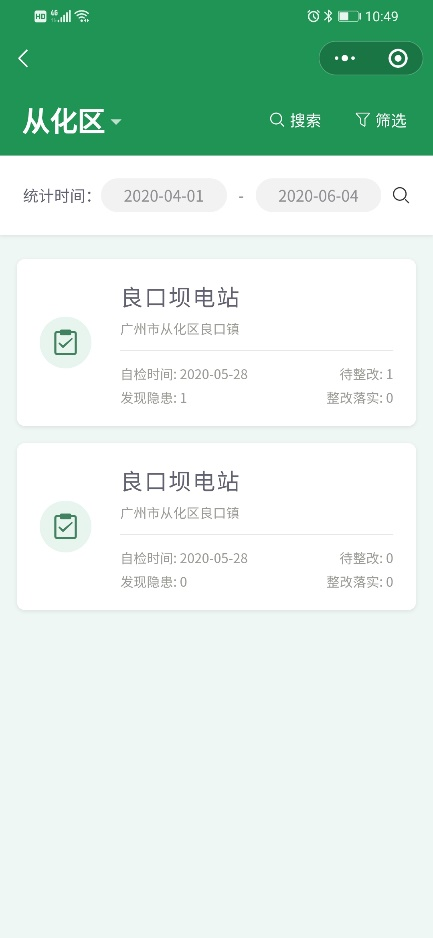 HD 4G 10:49
从化区 搜索 筛选
统计时间： 2020-04-01 - 2020-06-04
良口坝电站
广州市从化区良口镇
自检时间: 2020-05-28 待整改: 1
发现隐患: 1 整改落实: 0
良口坝电站
广州市从化区良口镇
自检时间: 2020-05-28 待整改: 0
发现隐患: 0 整改落实: 0